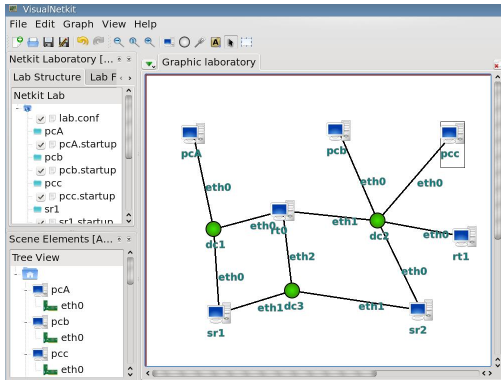 VisualNetkit
File Edit Graph View Help
Netkit Laboratory [...
Lab Structure Lab F
Netkit Lab
lab.conf
pcA
pcA.startup
pcb
pcb.startup
pcc
pcc.startup
sr1
sr1.startup
Scene Elements [A...
Tree View
pcA
eth0
pcb
eth0
pcc
eth0
Graphic laboratory
pcA
pcb
pcc
eth0
eth0
eth0
eth0
rt0
eth1
dc1
dc2
eth0
rt1
eth2
eth0
eth0
eth1
dc3
eth1
sr1
sr2